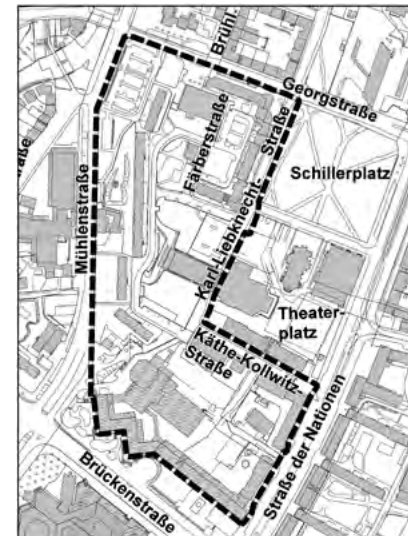 Brühl
Georgstraße
Färberstraße
Straße
Schillerplatz
Mühlenstraße
Karl-Liebknecht-
Theater-
platz
Käthe-Kollwitz-
Straße
Straße der Nationen
Brückenstraße